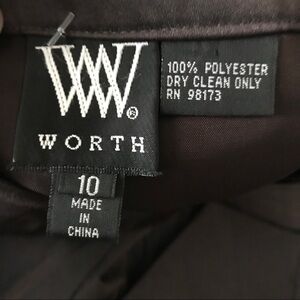 W
®
WORTH
100% POLYESTER
DRY CLEAN ONLY
RN 98173
10
MADE
IN
CHINA